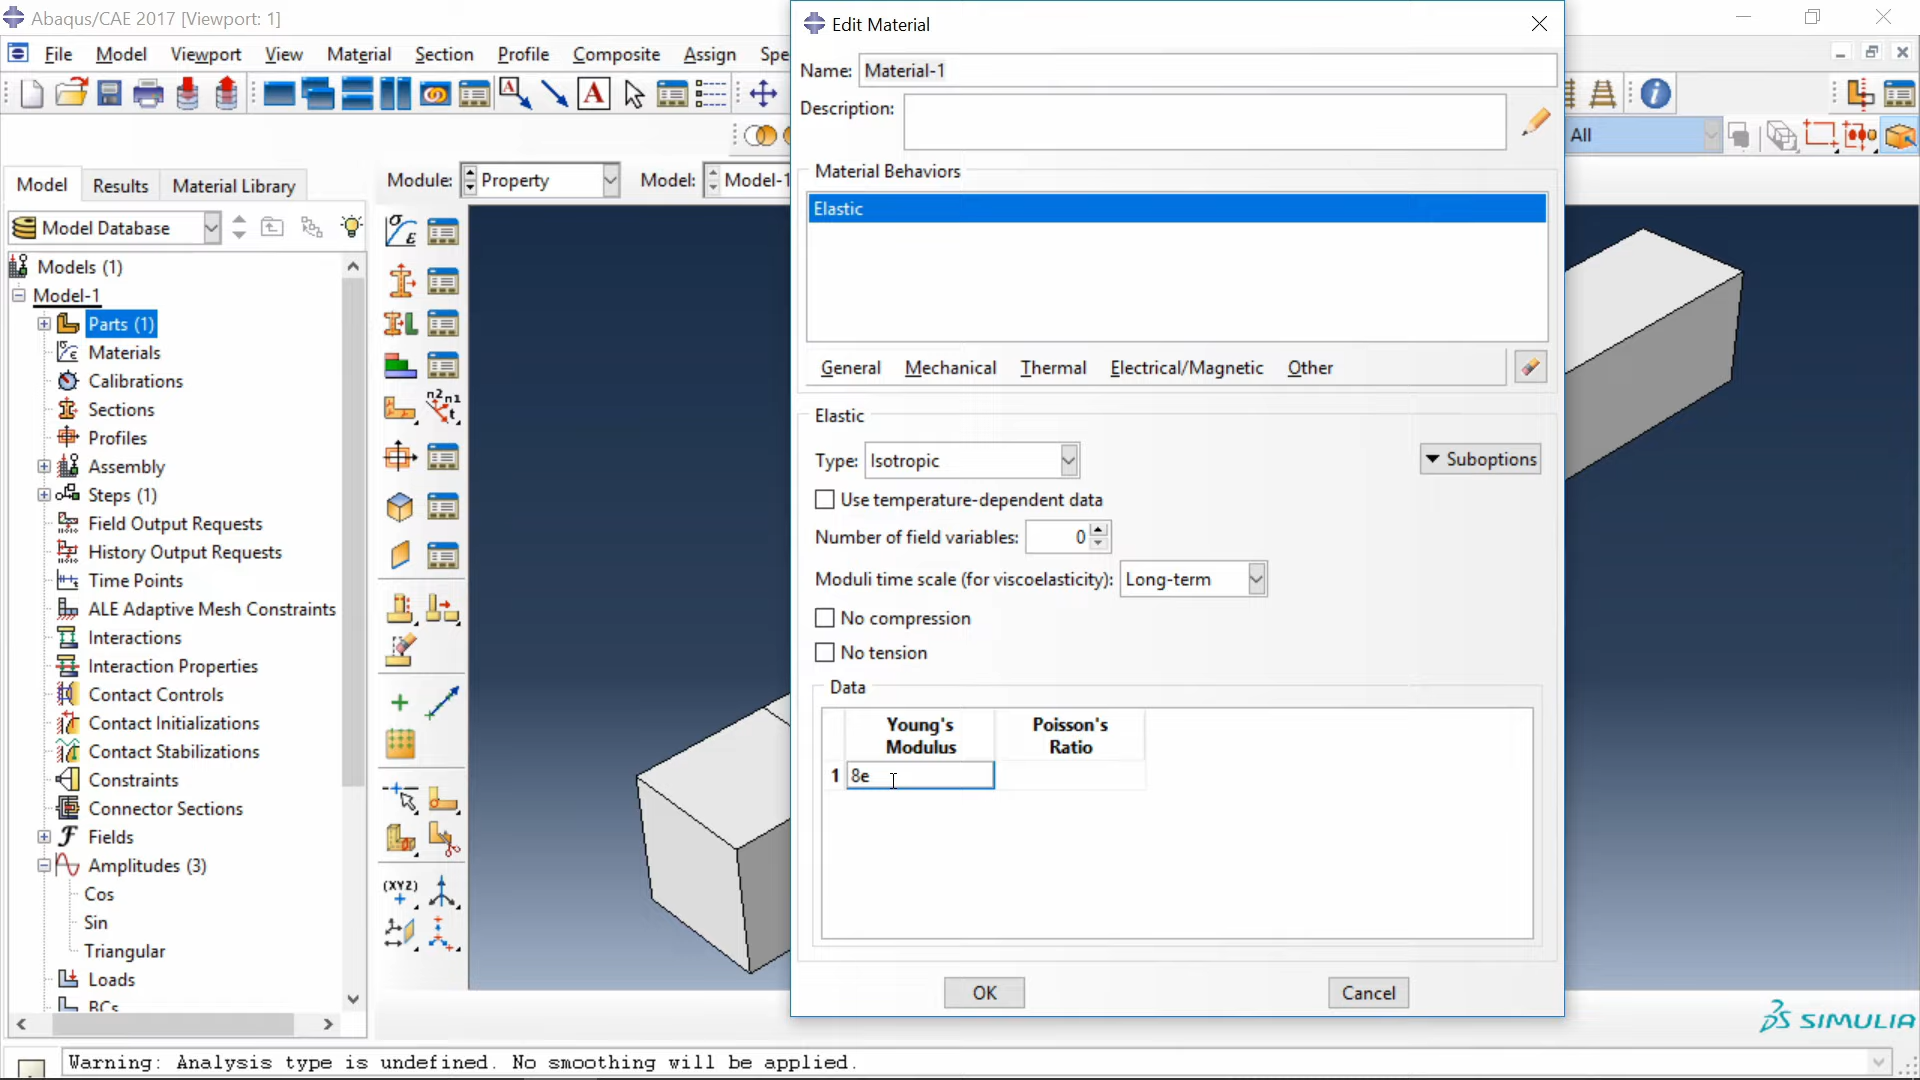 Abaqus/CAE 2017 [Viewport: 1]
File Model Viewport View Material Section Profile Composite Assign Spe
All
Model Results Material Library
Module: Property Model: Model-1
Model Database
Models (1)
Model-1
Parts (1)
Materials
Calibrations
Sections
Profiles
Assembly
Steps (1)
Field Output Requests
History Output Requests
Time Points
ALE Adaptive Mesh Constraints
Interactions
Interaction Properties
Contact Controls
Contact Initializations
Contact Stabilizations
Constraints
Connector Sections
Fields
Amplitudes (3)
Cos
Sin
Triangular
Loads
BCs
n2 n1
t
(XYZ)
Edit Material
Name: Material-1
Description:
Material Behaviors
Elastic
General Mechanical Thermal Electrical/Magnetic Other
Elastic
Type: Isotropic
Suboptions
Use temperature-dependent data
Number of field variables: 0
Moduli time scale (for viscoelasticity): Long-term
No compression
No tension
Data
Young's Modulus Poisson's Ratio
1 8e
OK Cancel
SIMULIA
Warning: Analysis type is undefined. No smoothing will be applied.